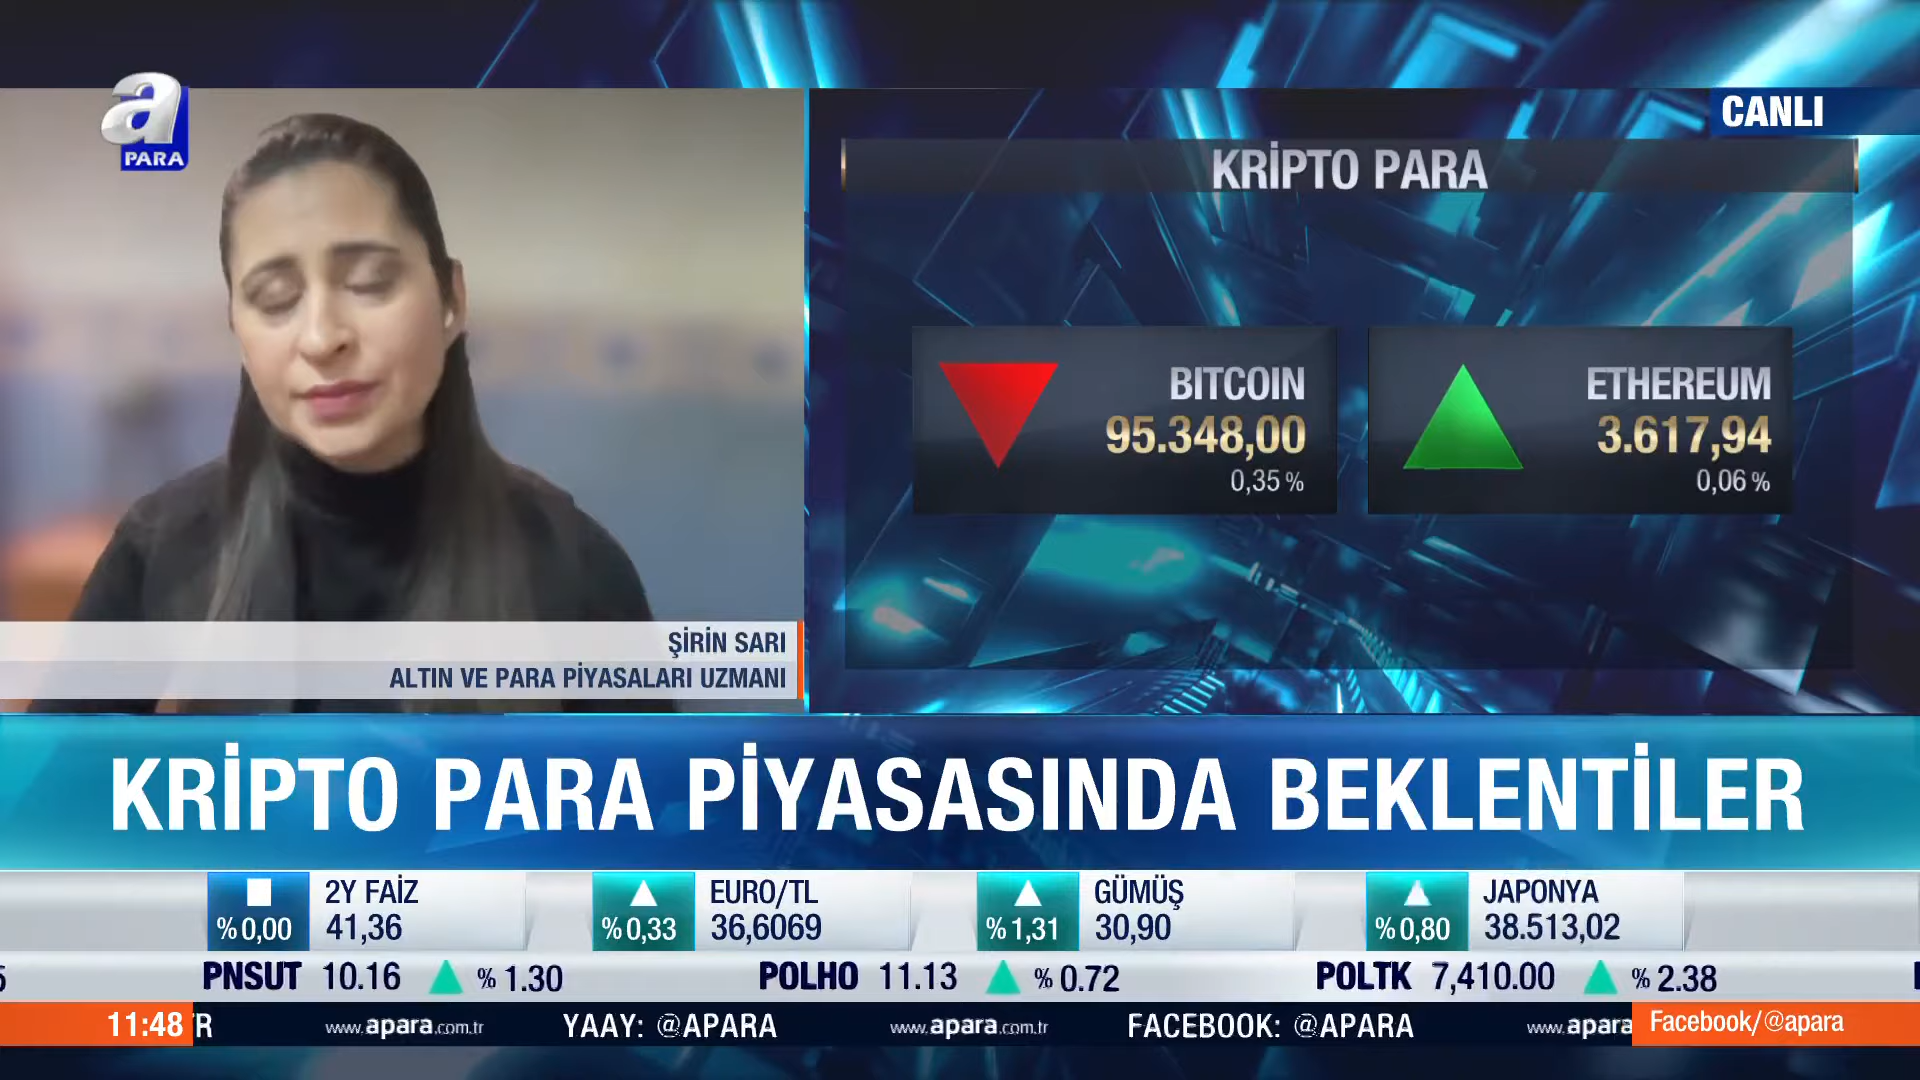 a
PARA
CANLI
KRİPTO PARA
BITCOIN
95.348,00
0,35 %
ETHEREUM
3.617,94
0,06 %
ŞİRİN SARI
ALTIN VE PARA PİYASALARI UZMANI
KRİPTO PARA PİYASASINDA BEKLENTİLER
% 0,00 2Y FAİZ 41,36
% 0,33 EURO/TL 36,6069
% 1,31 GÜMÜŞ 30,90
% 0,80 JAPONYA 38.513,02
5 PNSUT 10.16 % 1.30 POLHO 11.13 % 0.72 POLTK 7,410.00 % 2.38
11:48 R www.apara.com.tr YAAY: @APARA www.apara.com.tr FACEBOOK: @APARA www.apara Facebook/@apara